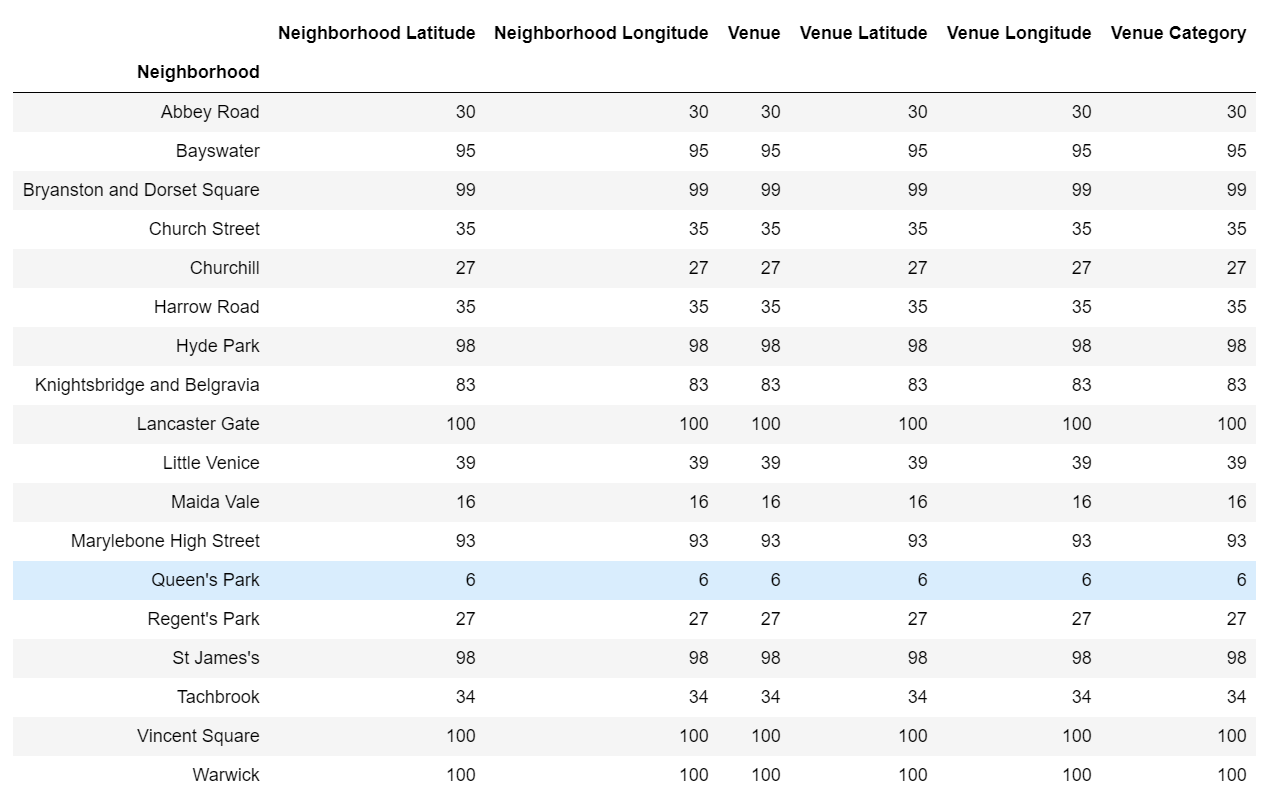 Neighborhood Latitude Neighborhood Longitude Venue Venue Latitude Venue Longitude Venue Category
Neighborhood
Abbey Road 30 30 30 30 30 30
Bayswater 95 95 95 95 95 95
Bryanston and Dorset Square 99 99 99 99 99 99
Church Street 35 35 35 35 35 35
Churchill 27 27 27 27 27 27
Harrow Road 35 35 35 35 35 35
Hyde Park 98 98 98 98 98 98
Knightsbridge and Belgravia 83 83 83 83 83 83
Lancaster Gate 100 100 100 100 100 100
Little Venice 39 39 39 39 39 39
Maida Vale 16 16 16 16 16 16
Marylebone High Street 93 93 93 93 93 93
Queen's Park 6 6 6 6 6 6
Regent's Park 27 27 27 27 27 27
St James's 98 98 98 98 98 98
Tachbrook 34 34 34 34 34 34
Vincent Square 100 100 100 100 100 100
Warwick 100 100 100 100 100 100